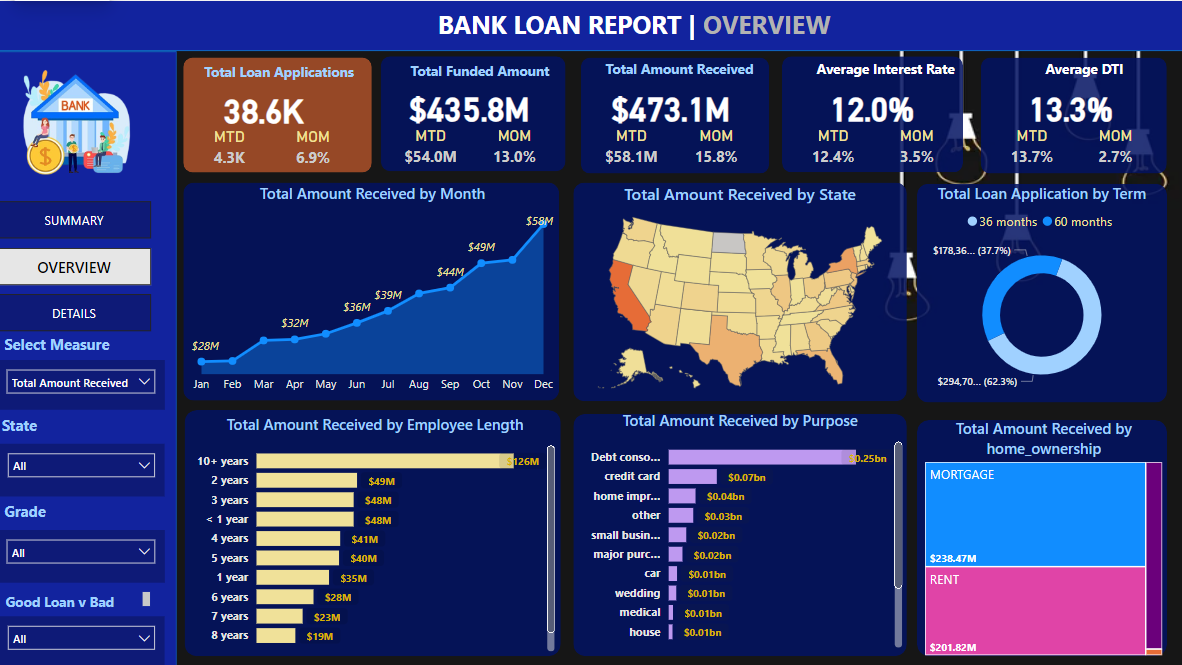 BANK LOAN REPORT | OVERVIEW
BANK
SUMMARY
OVERVIEW
DETAILS
Select Measure
Total Amount Received
State
All
Grade
All
Good Loan v Bad
All
Total Loan Applications
38.6K
MTD MOM
4.3K 6.9%
Total Funded Amount
$435.8M
MTD MOM
$54.0M 13.0%
Total Amount Received
$473.1M
MTD MOM
$58.1M 15.8%
Average Interest Rate
12.0%
MTD MOM
12.4% 3.5%
Average DTI
13.3%
MTD MOM
13.7% 2.7%
Total Amount Received by Month
$28M
$32M
$36M
$39M
$44M
$49M
$58M
Jan Feb Mar Apr May Jun Jul Aug Sep Oct Nov Dec
Total Amount Received by State
Total Loan Application by Term
36 months 60 months
$178,36... (37.7%)
$294,70... (62.3%)
Total Amount Received by Employee Length
10+ years $126M
2 years $49M
3 years $48M
< 1 year $48M
4 years $41M
5 years $40M
1 year $35M
6 years $28M
7 years $23M
8 years $19M
Total Amount Received by Purpose
Debt conso... $0.25bn
credit card $0.07bn
home impr... $0.04bn
other $0.03bn
small busin... $0.02bn
major purc... $0.02bn
car $0.01bn
wedding $0.01bn
medical $0.01bn
house $0.01bn
Total Amount Received by
home_ownership
MORTGAGE
$238.47M
RENT
$201.82M